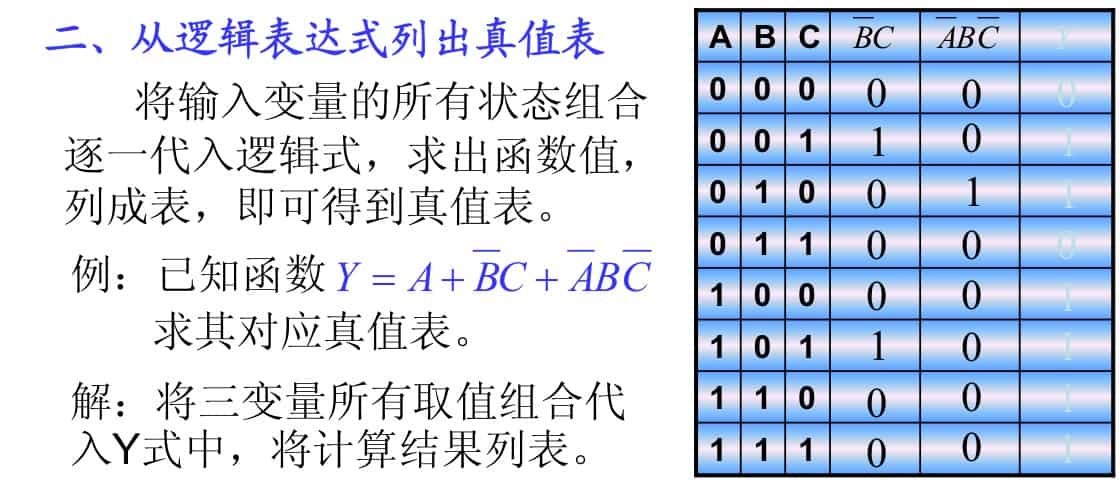 二、从逻辑表达式列出真值表
将输入变量的所有状态组合
逐一代入逻辑式，求出函数值，
列成表，即可得到真值表。
例：已知函数 Y = A + B̅C + A̅BC̅
求其对应真值表。
解：将三变量所有取值组合代
入Y式中，将计算结果列表。
A B C B̅C A̅BC̅ Y
0 0 0 0 0 0
0 0 1 1 0 1
0 1 0 0 1 1
0 1 1 0 0 0
1 0 0 0 0 1
1 0 1 1 0 1
1 1 0 0 0 1
1 1 1 0 0 1